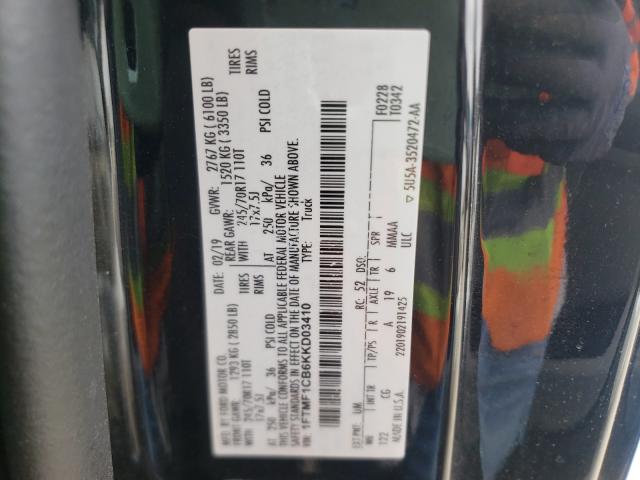 MFD. BY FORD MOTOR CO.
DATE: 02/19 GVWR: 2767 KG ( 6100 LB)
FRONT GAWR: 1293 KG ( 2850 LB) REAR GAWR: 1520 KG ( 3350 LB)
WITH 245/70R17 110T TIRES WITH 245/70R17 110T TIRES
17x7.5J RIMS 17x7.5J RIMS
AT 250 kPa/ 36 PSI COLD AT 250 kPa/ 36 PSI COLD
THIS VEHICLE CONFORMS TO ALL APPLICABLE FEDERAL MOTOR VEHICLE
SAFETY STANDARDS IN EFFECT ON THE DATE OF MANUFACTURE SHOWN ABOVE.
VIN: 1FTMF1CB6KKD03410 TYPE: Truck
F0228
T0342
EXT PNT: UM RC: 52 DSO:
WB INT TR TP/PS R AXLE TR SPR
122 CG A 19 6 MMAA
MADE IN U.S.A. 2201902191425 ULC
5U5A-3520472-AA